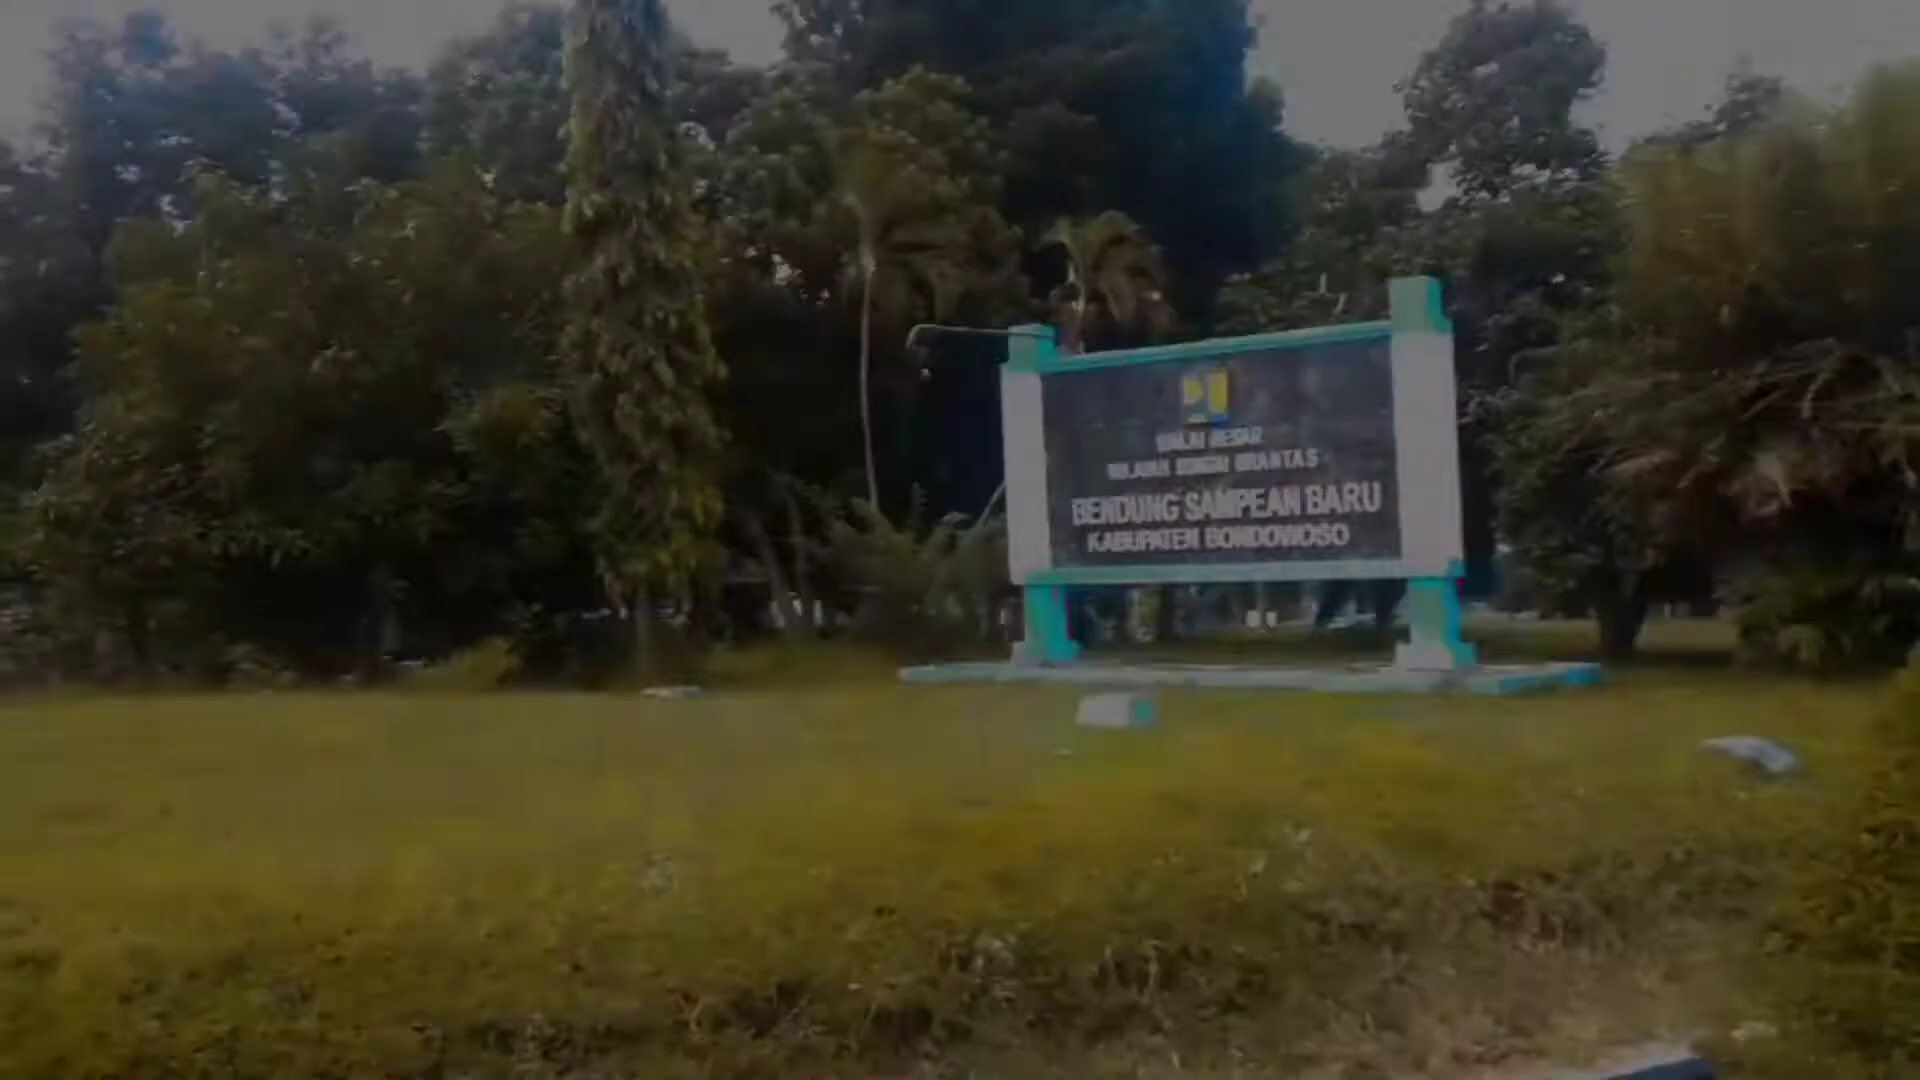 BALAI BESAR
WILAYAH SUNGAI BRANTAS
BENDUNG SAMPEAN BARU
KABUPATEN BONDOWOSO